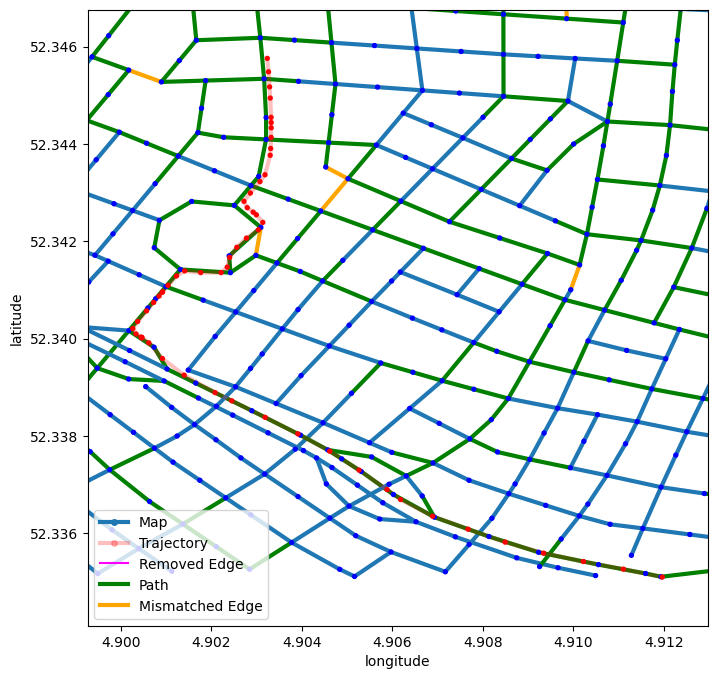 52.346
52.344
52.342
52.340
52.338
52.336
latitude
Map
Trajectory
Removed Edge
Path
Mismatched Edge
4.900
4.902
4.904
4.906
4.908
4.910
4.912
longitude